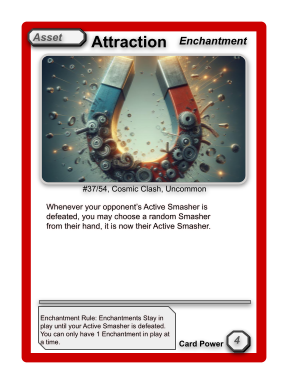 Asset Attraction Enchantment
#37/54, Cosmic Clash, Uncommon
Whenever your opponent's Active Smasher is
defeated, you may choose a random Smasher
from their hand, it is now their Active Smasher.
Enchantment Rule: Enchantments Stay in
play until your Active Smasher is defeated.
You can only have 1 Enchantment in play at
a time.
Card Power 4